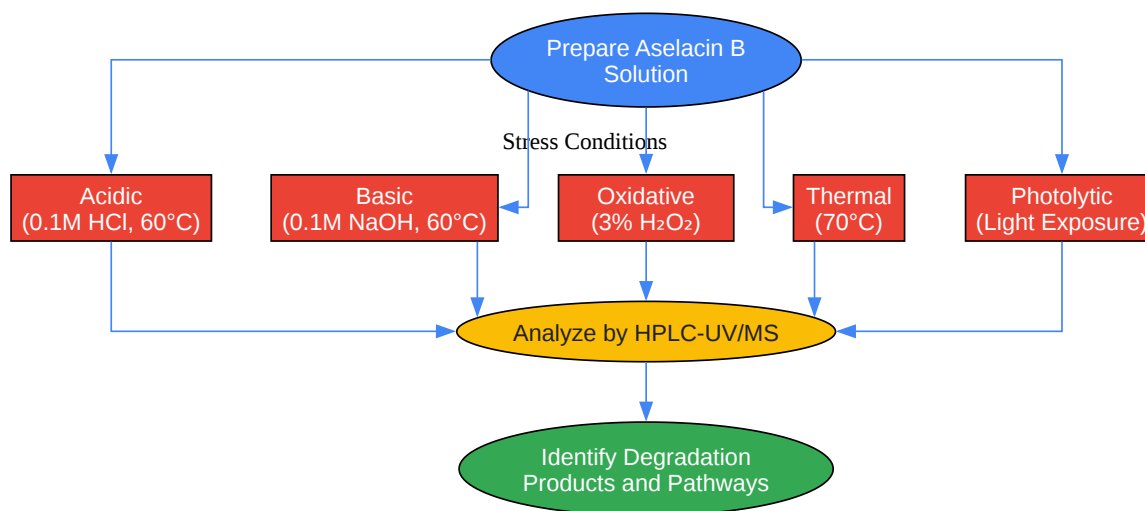 Prepare Aselacin B
Solution
Stress Conditions
Acidic
(0.1M HCl, 60°C)
Basic
(0.1M NaOH, 60°C)
Oxidative
(3% H₂O₂)
Thermal
(70°C)
Photolytic
(Light Exposure)
Analyze by HPLC-UV/MS
Identify Degradation
Products and Pathways